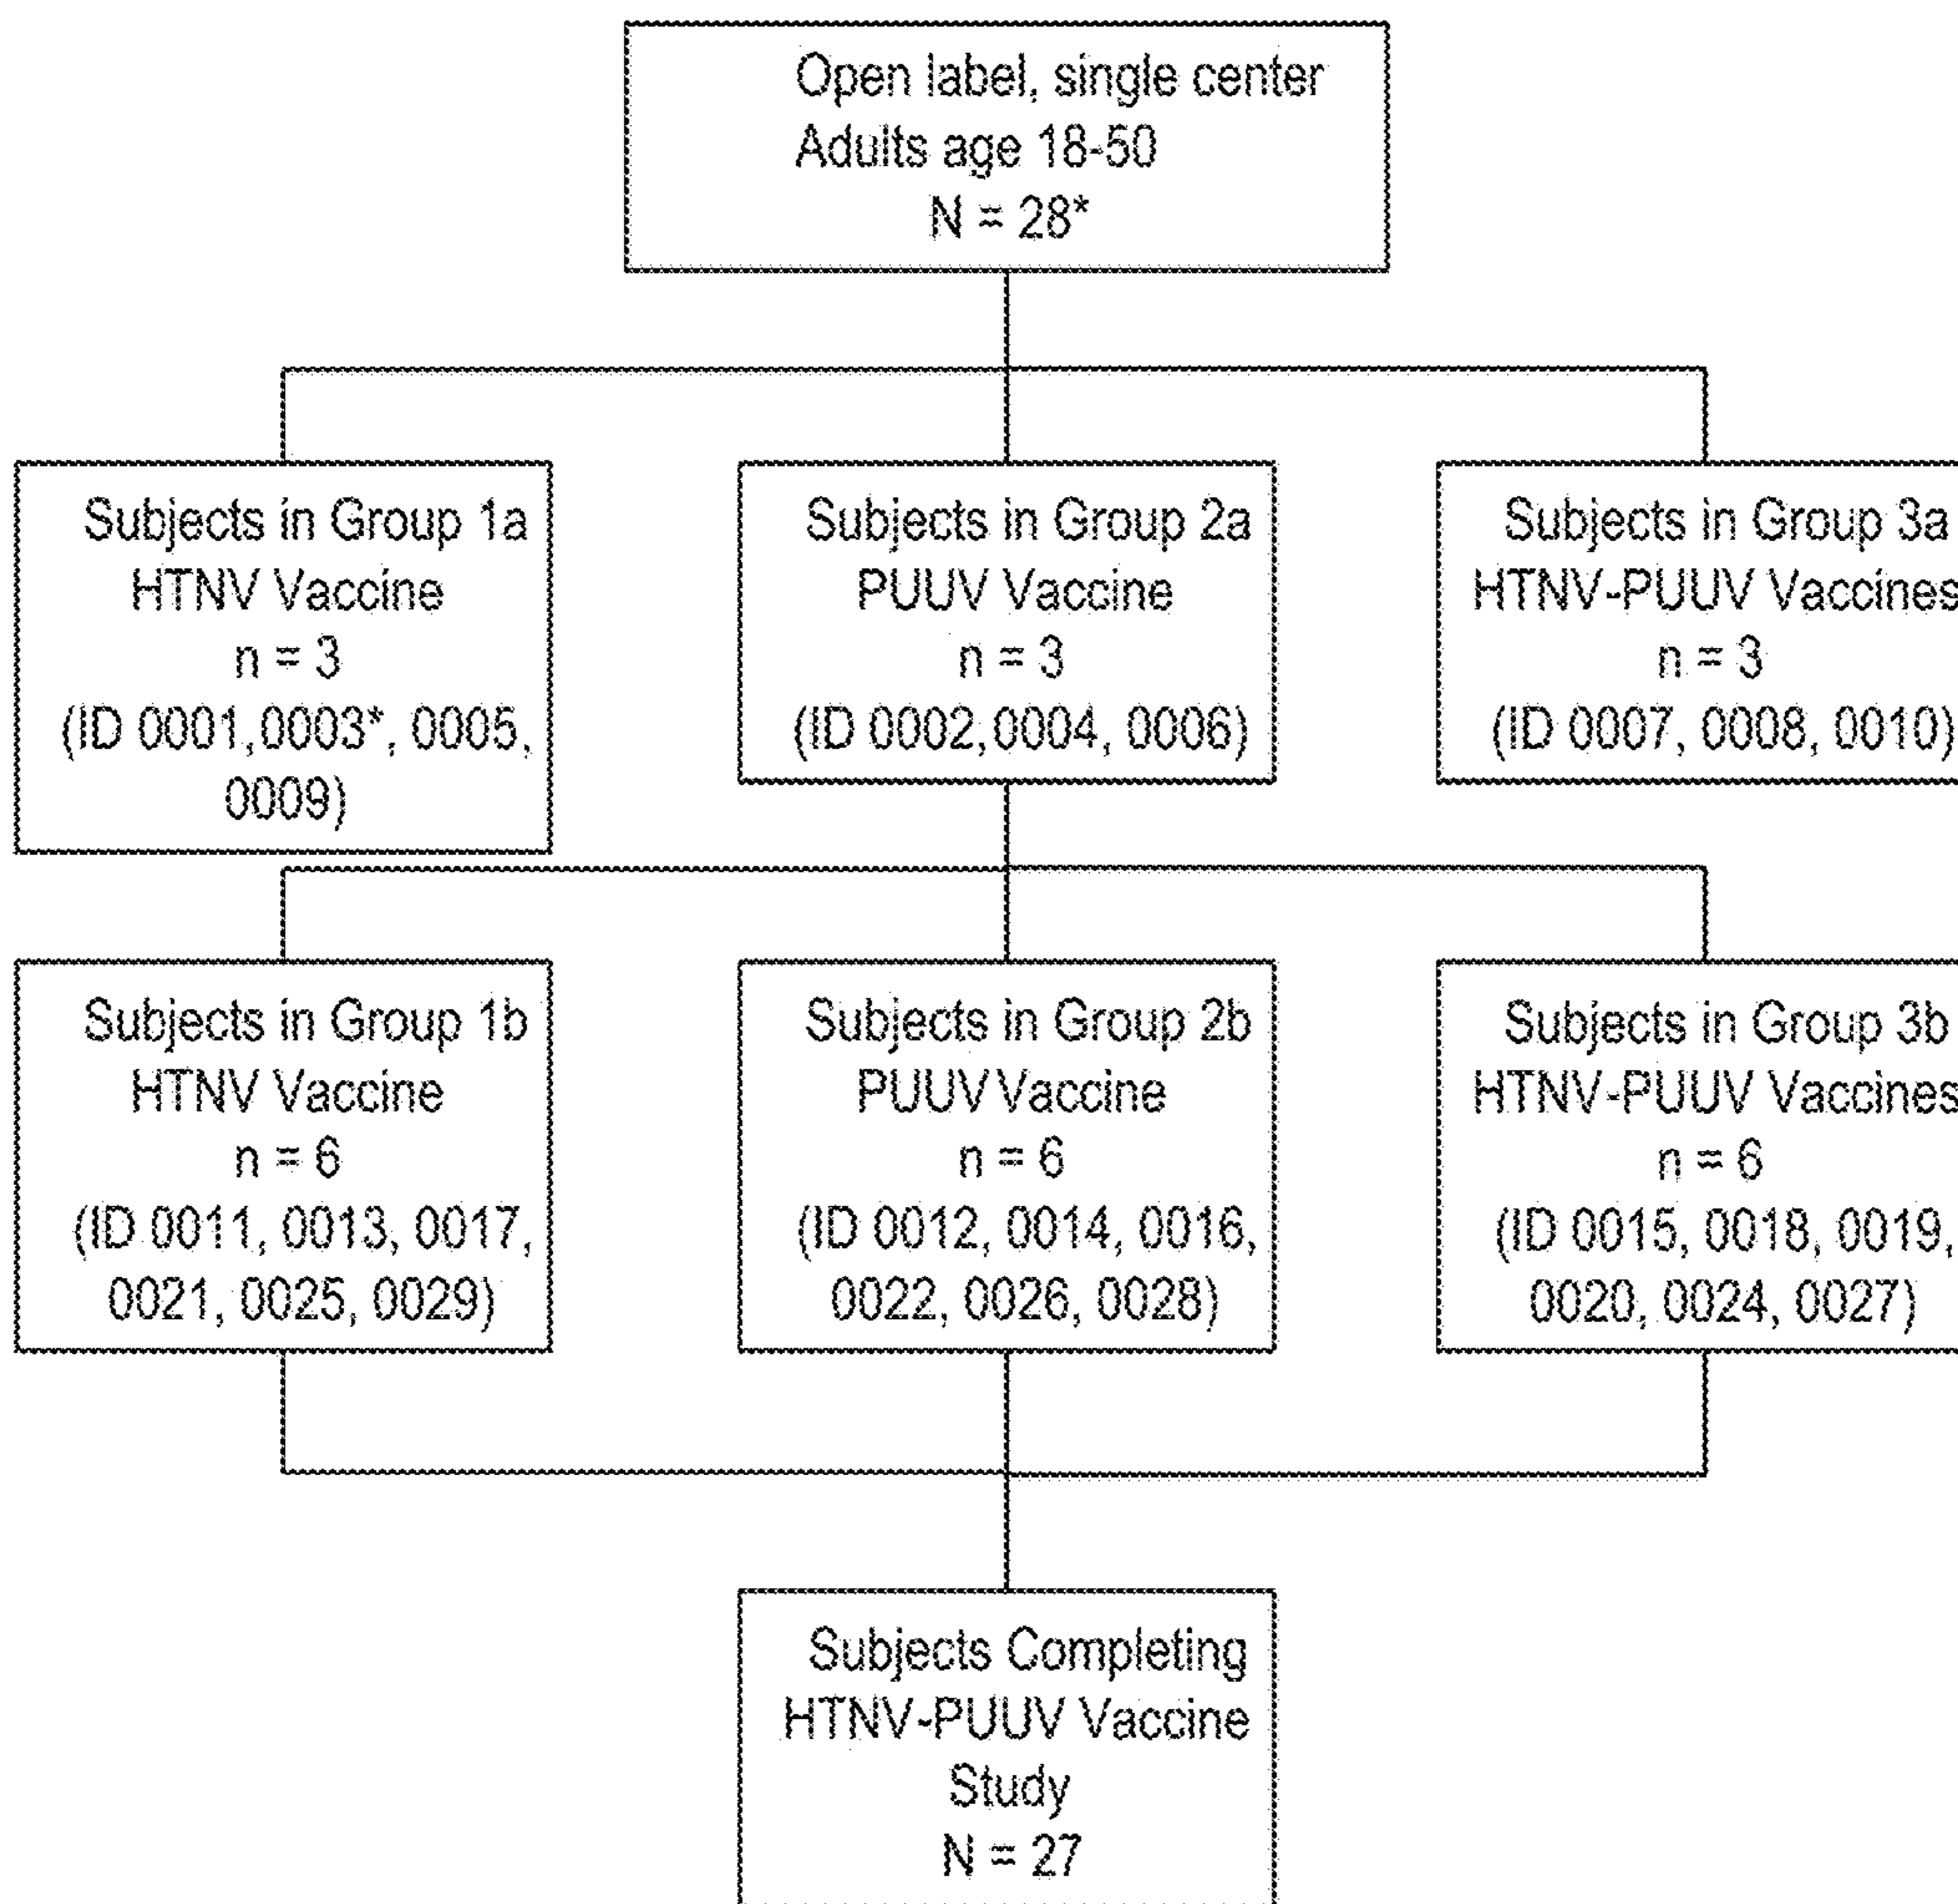 Open label, single center
Adults age 18-50
N = 28*
Subjects in Group 1a
HTNV Vaccine
n = 3
(ID 0001,0003*, 0005,
0009)
Subjects in Group 2a
PUUV Vaccine
n = 3
(ID 0002,0004, 0006)
Subjects in Group 3a
HTNV-PUUV Vaccines
n = 3
(ID 0007, 0008, 0010)
Subjects in Group 1b
HTNV Vaccine
n = 6
(ID 0011, 0013, 0017,
0021, 0025, 0029)
Subjects in Group 2b
PUUV Vaccine
n = 6
(ID 0012, 0014, 0016,
0022, 0026, 0028)
Subjects in Group 3b
HTNV-PUUV Vaccines
n = 6
(ID 0015, 0018, 0019,
0020, 0024, 0027)
Subjects Completing
HTNV-PUUV Vaccine
Study
N = 27